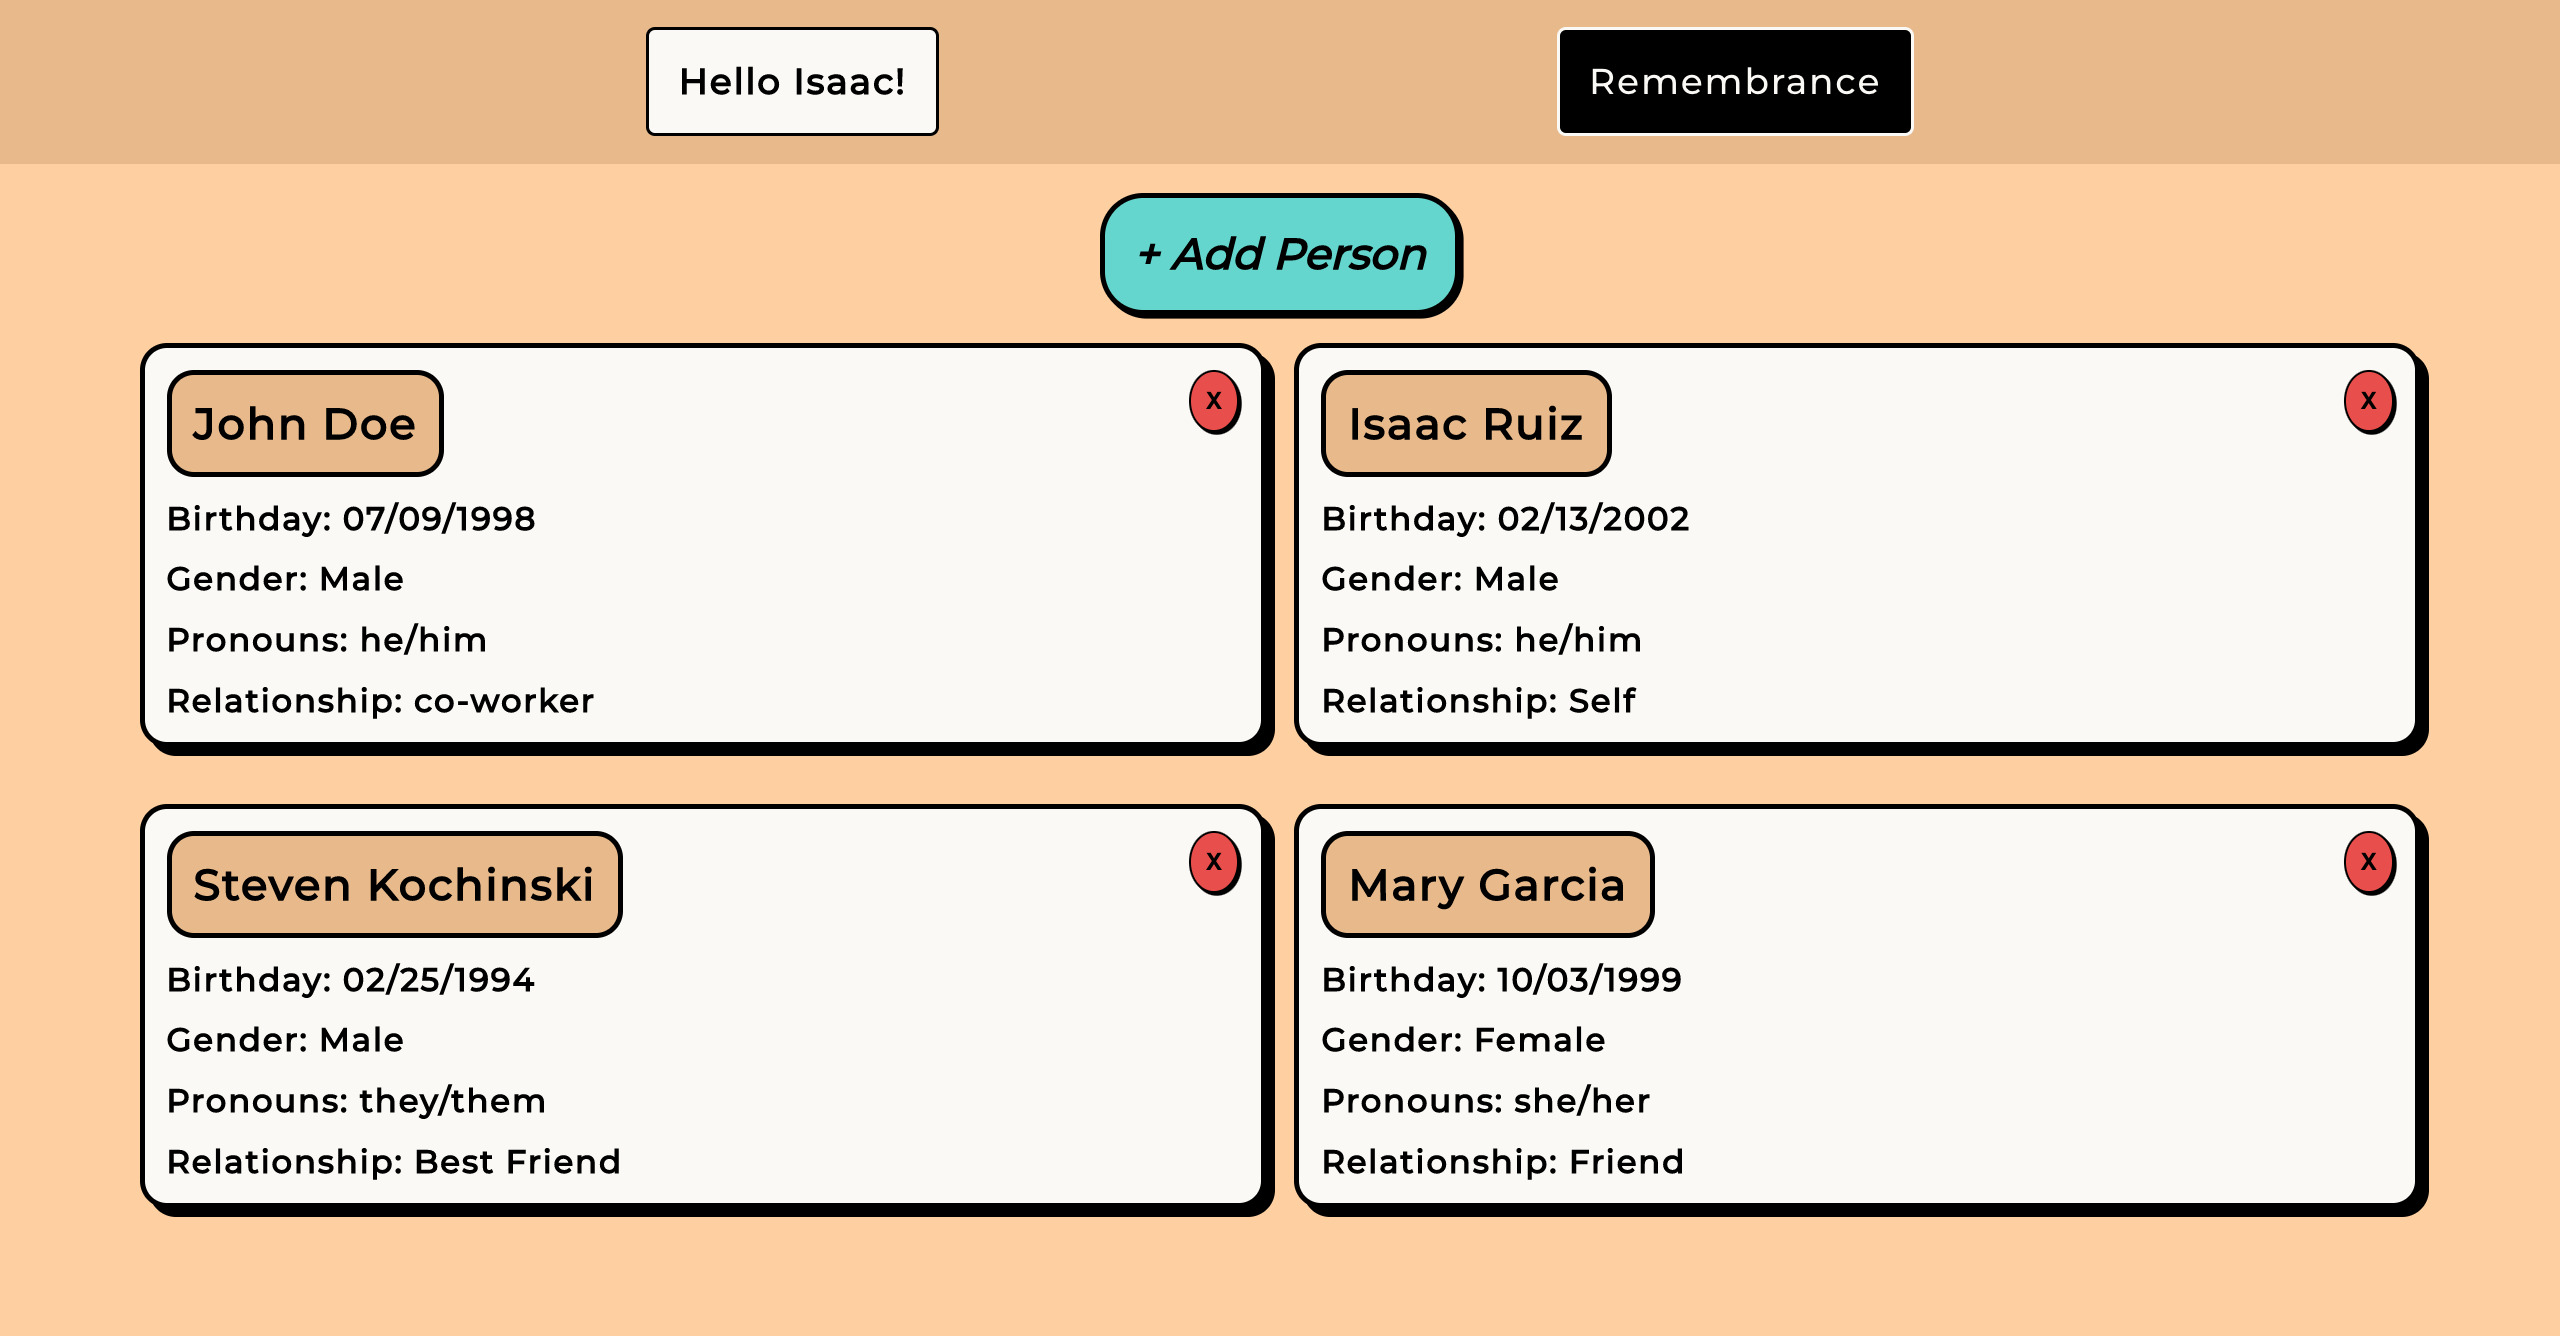 Hello Isaac!
Remembrance
+ Add Person
John Doe
X
Birthday: 07/09/1998
Gender: Male
Pronouns: he/him
Relationship: co-worker
Isaac Ruiz
X
Birthday: 02/13/2002
Gender: Male
Pronouns: he/him
Relationship: Self
Steven Kochinski
X
Birthday: 02/25/1994
Gender: Male
Pronouns: they/them
Relationship: Best Friend
Mary Garcia
X
Birthday: 10/03/1999
Gender: Female
Pronouns: she/her
Relationship: Friend